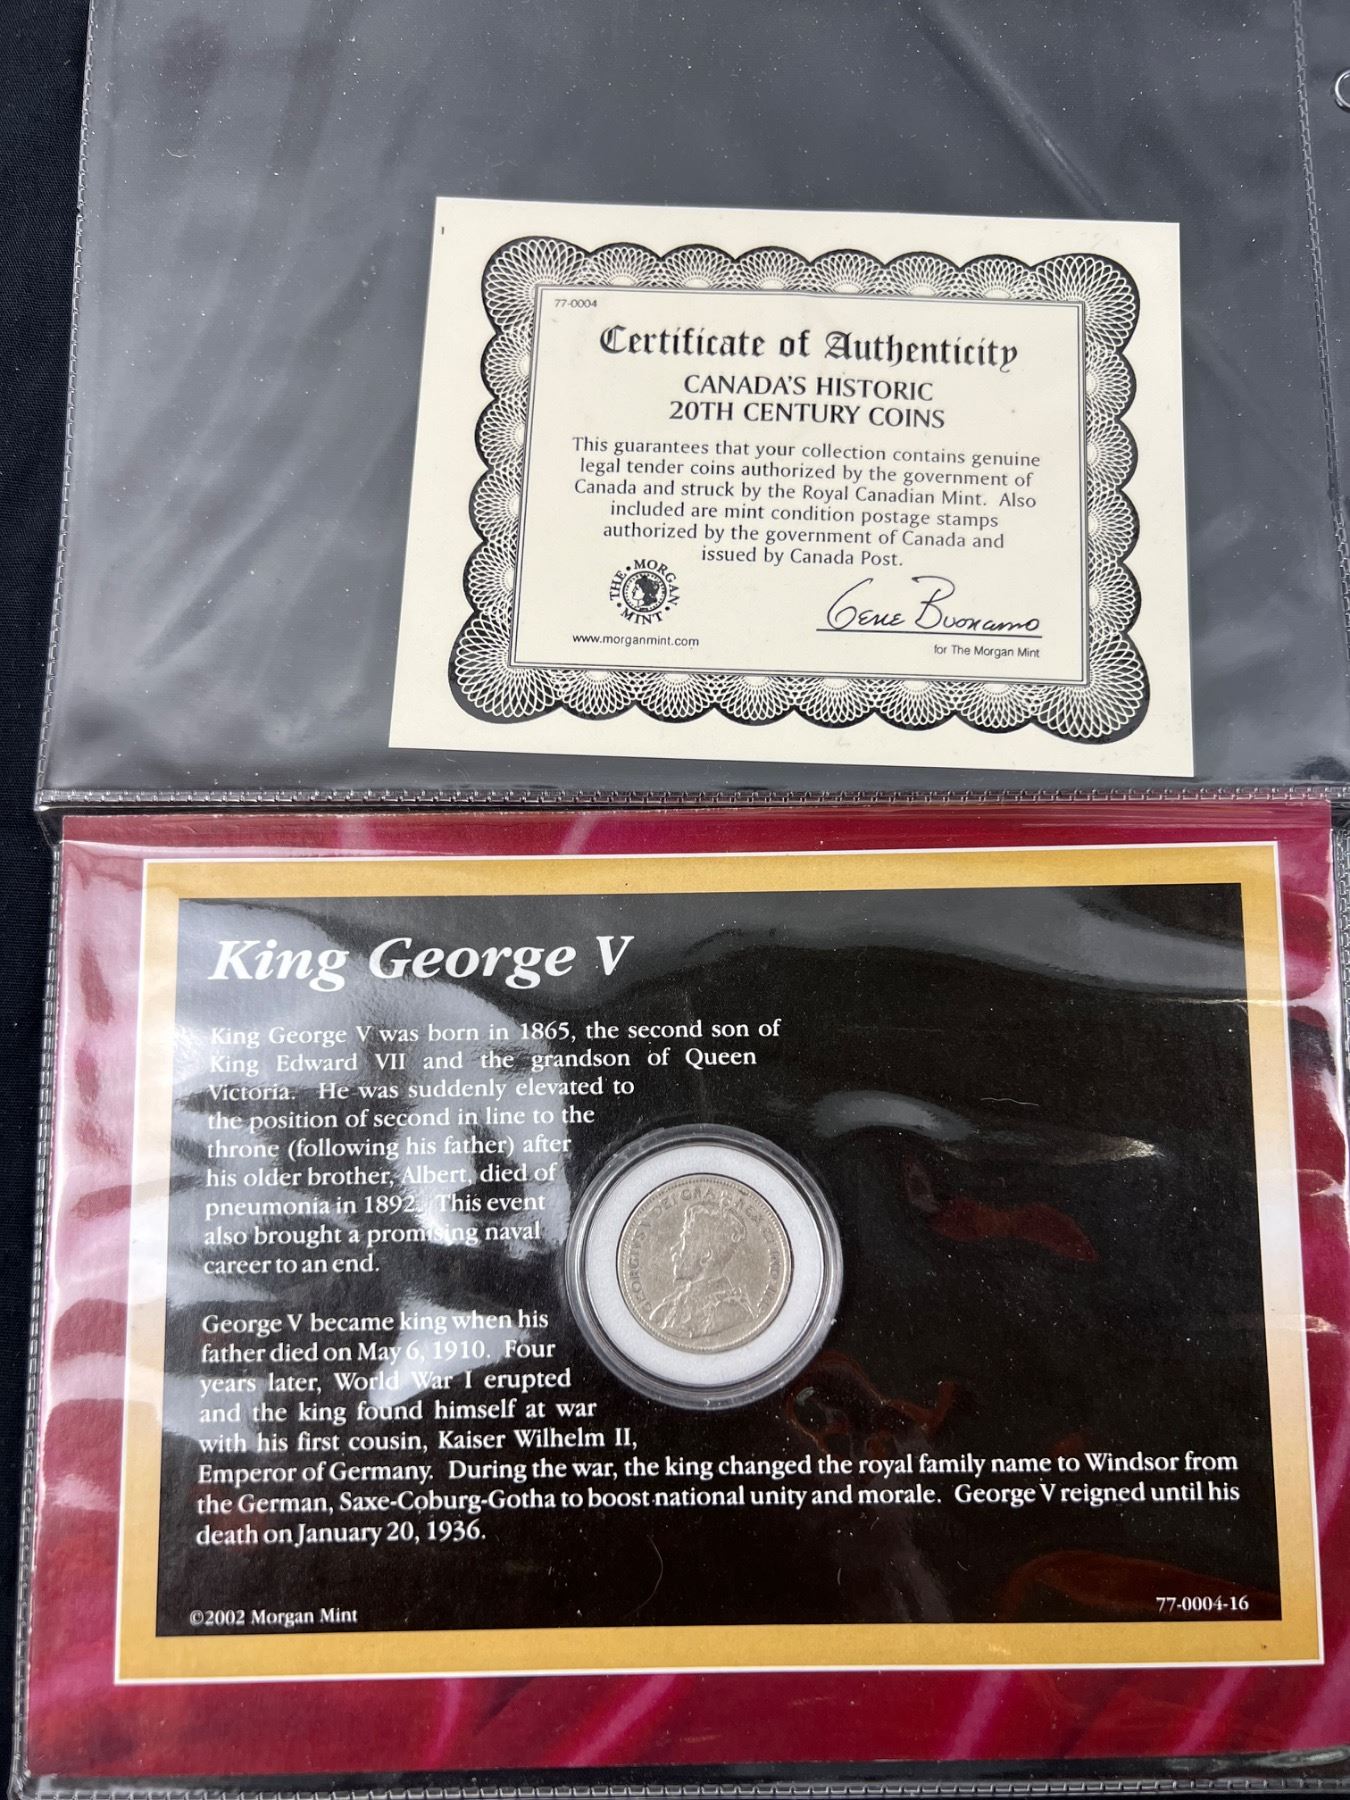 77-0004
Certificate of Authenticity
CANADA'S HISTORIC
20TH CENTURY COINS
This guarantees that your collection contains genuine
legal tender coins authorized by the government of
Canada and struck by the Royal Canadian Mint. Also
included are mint condition postage stamps
authorized by the government of Canada and
issued by Canada Post.
THE • MORGAN • MINT •
www.morganmint.com
Gene Buonamo
for The Morgan Mint
King George V
King George V was born in 1865, the second son of
King Edward VII and the grandson of Queen
Victoria. He was suddenly elevated to
the position of second in line to the
throne (following his father) after
his older brother, Albert, died of
pneumonia in 1892. This event
also brought a promising naval
career to an end.
George V became king when his
father died on May 6, 1910. Four
years later, World War I erupted
and the king found himself at war
with his first cousin, Kaiser Wilhelm II,
Emperor of Germany. During the war, the king changed the royal family name to Windsor from
the German, Saxe-Coburg-Gotha to boost national unity and morale. George V reigned until his
death on January 20, 1936.
GEORGIVS V DEI GRA: REX ET IND: IMP:
©2002 Morgan Mint
77-0004-16